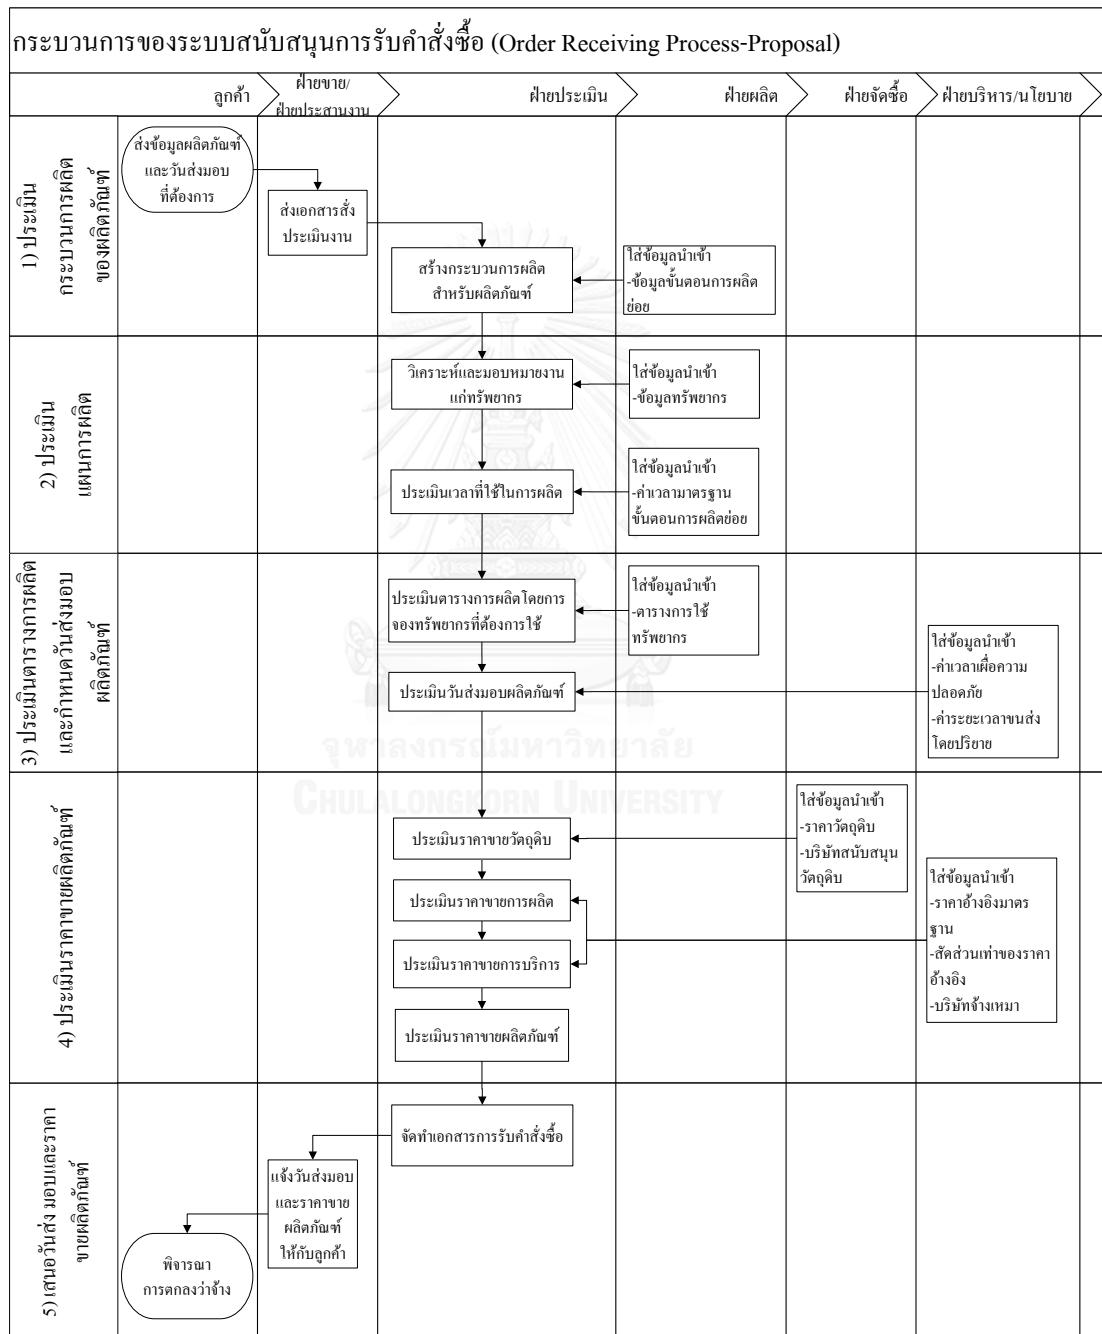 กระบวนการของระบบสนับสนุนการรับคำสั่งซื้อ (Order Receiving Process-Proposal)
ลูกค้า
ฝ่ายขาย/
ฝ่ายประสานงาน
ฝ่ายประเมิน
ฝ่ายผลิต
ฝ่ายจัดซื้อ
ฝ่ายบริหาร/นโยบาย
1) ประเมิน
กระบวนการผลิต
ของผลิตภัณฑ์
ส่งข้อมูลผลิตภัณฑ์
และวันส่งมอบ
ที่ต้องการ
ส่งเอกสารสั่ง
ประเมินงาน
สร้างกระบวนการผลิต
สำหรับผลิตภัณฑ์
ใส่ข้อมูลนำเข้า
-ข้อมูลขั้นตอนการผลิต
ย่อย
2) ประเมิน
แผนการผลิต
วิเคราะห์และมอบหมายงาน
แก่ทรัพยากร
ใส่ข้อมูลนำเข้า
-ข้อมูลทรัพยากร
ประเมินเวลาที่ใช้ในการผลิต
ใส่ข้อมูลนำเข้า
-ค่าเวลามาตรฐาน
ขั้นตอนการผลิตย่อย
3) ประเมินตารางการผลิต
และกำหนดวันส่งมอบ
ผลิตภัณฑ์
ประเมินตารางการผลิตโดยการ
จองทรัพยากรที่ต้องการใช้
ใส่ข้อมูลนำเข้า
-ตารางการใช้
ทรัพยากร
ประเมินวันส่งมอบผลิตภัณฑ์
ใส่ข้อมูลนำเข้า
-ค่าเวลาเผื่อความ
ปลอดภัย
-ค่าระยะเวลาขนส่ง
โดยปริยาย
จุฬาลงกรณ์มหาวิทยาลัย
CHULALONGKORN UNIVERSITY
4) ประเมินราคาขายผลิตภัณฑ์
ประเมินราคาขายวัตถุดิบ
ใส่ข้อมูลนำเข้า
-ราคาวัตถุดิบ
-บริษัทสนับสนุน
วัตถุดิบ
ประเมินราคาขายการผลิต
ประเมินราคาขายการบริการ
ใส่ข้อมูลนำเข้า
-ราคาอ้างอิงมาตร
ฐาน
-สัดส่วนเท่าของราคา
อ้างอิง
-บริษัทจ้างเหมา
ประเมินราคาขายผลิตภัณฑ์
5) เสนอวันส่ง มอบและราคา
ขายผลิตภัณฑ์
จัดทำเอกสารการรับคำสั่งซื้อ
แจ้งวันส่งมอบ
และราคาขาย
ผลิตภัณฑ์
ให้กับลูกค้า
พิจารณา
การตกลงว่าจ้าง